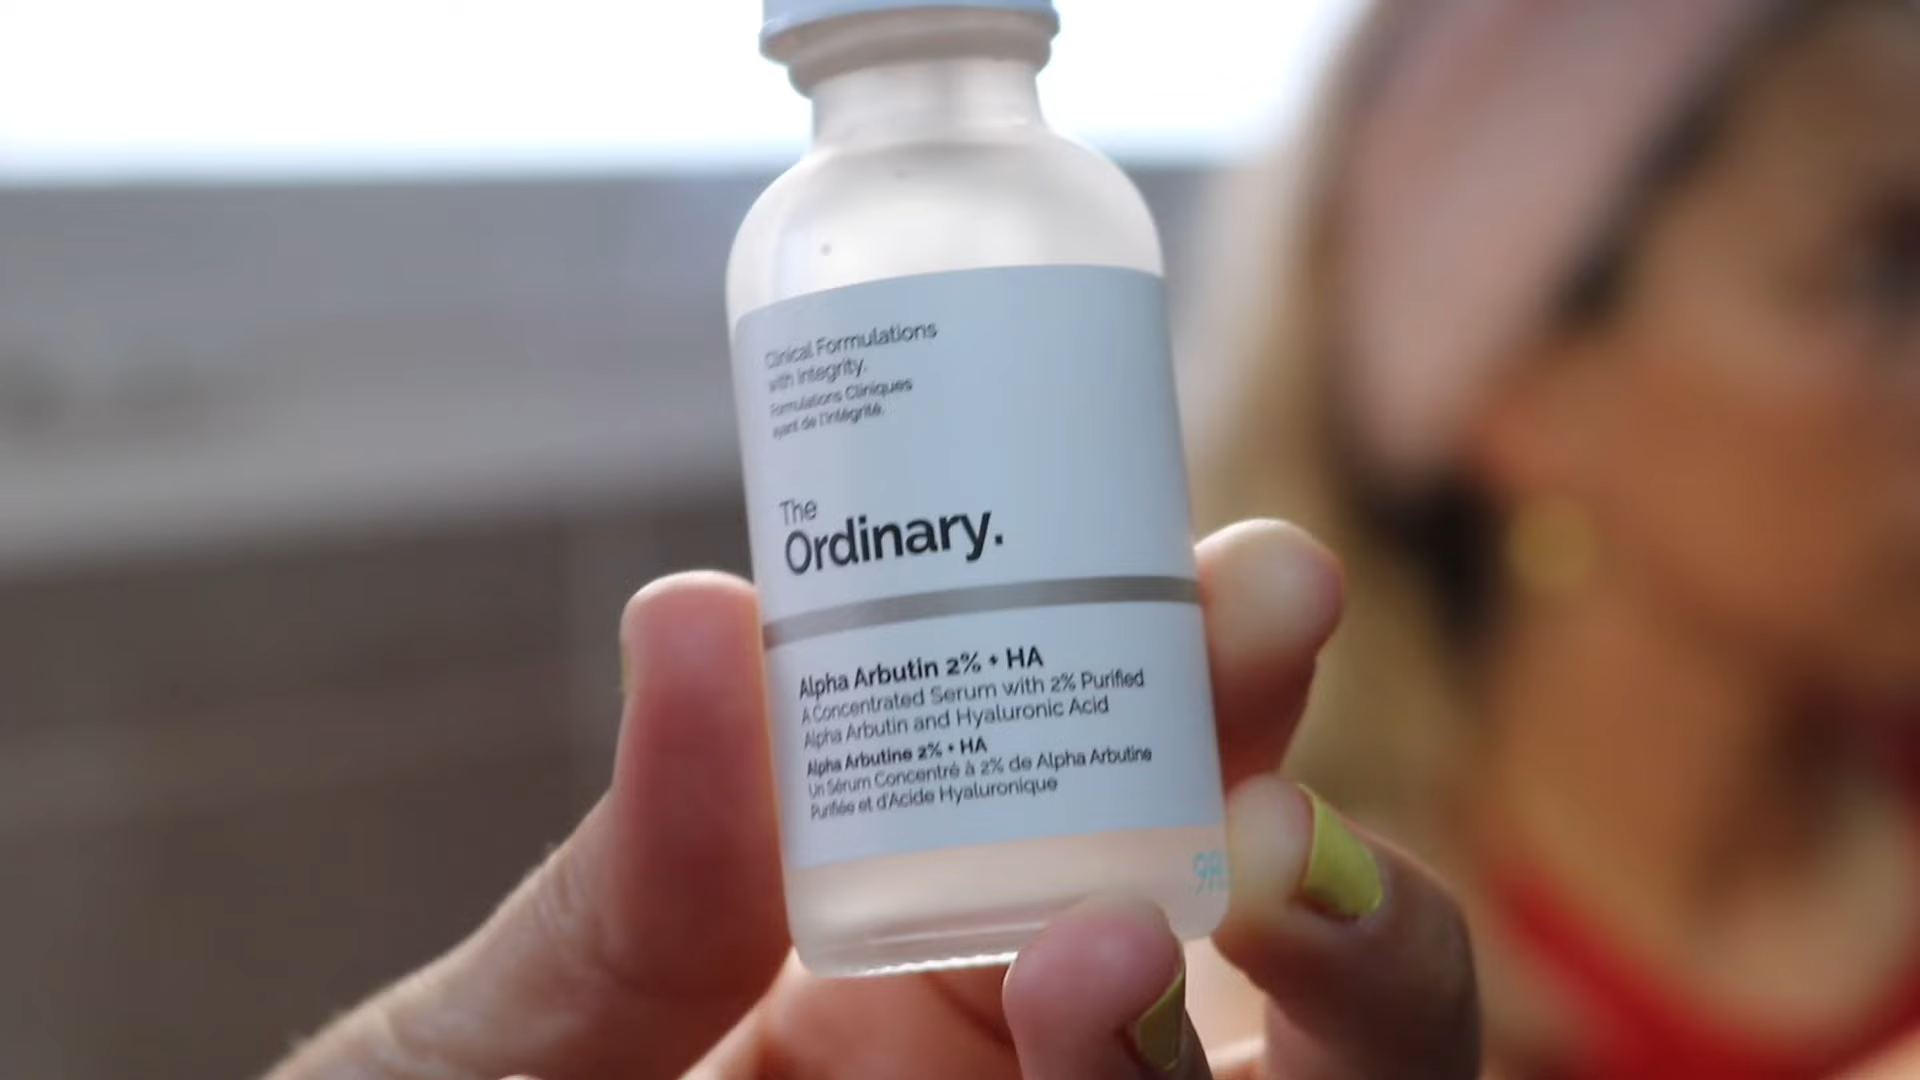 Clinical Formulations
with Integrity.
Formulations Cliniques
ayant de l'intégrité.
The
Ordinary.
Alpha Arbutin 2% + HA
A Concentrated Serum with 2% Purified
Alpha Arbutin and Hyaluronic Acid
Alpha Arbutine 2% + HA
Un Sérum Concentré à 2% de Alpha Arbutine
Purifiée et d'Acide Hyaluronique